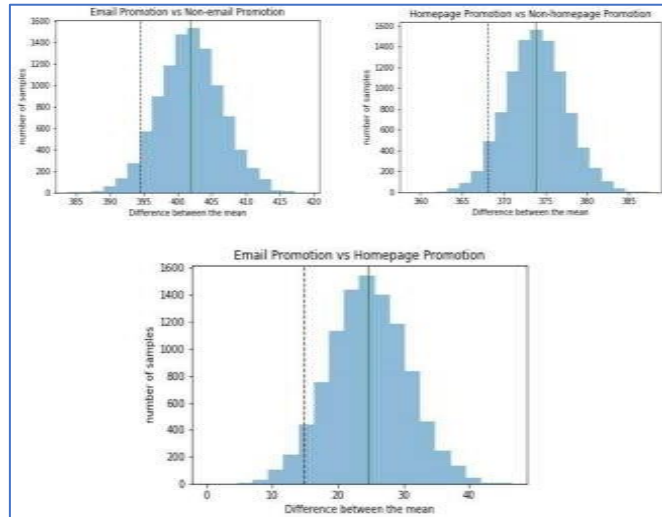 Email Promotion vs Non-email Promotion
number of samples
1600
1400
1200
1000
800
600
400
200
0
385 390 395 400 405 410 415 420
Difference between the mean
Homepage Promotion vs Non-homepage Promotion
number of samples
1600
1400
1200
1000
800
600
400
200
0
360 365 370 375 380 385
Difference between the mean
Email Promotion vs Homepage Promotion
number of samples
1600
1400
1200
1000
800
600
400
200
0
0 10 20 30 40
Difference between the mean